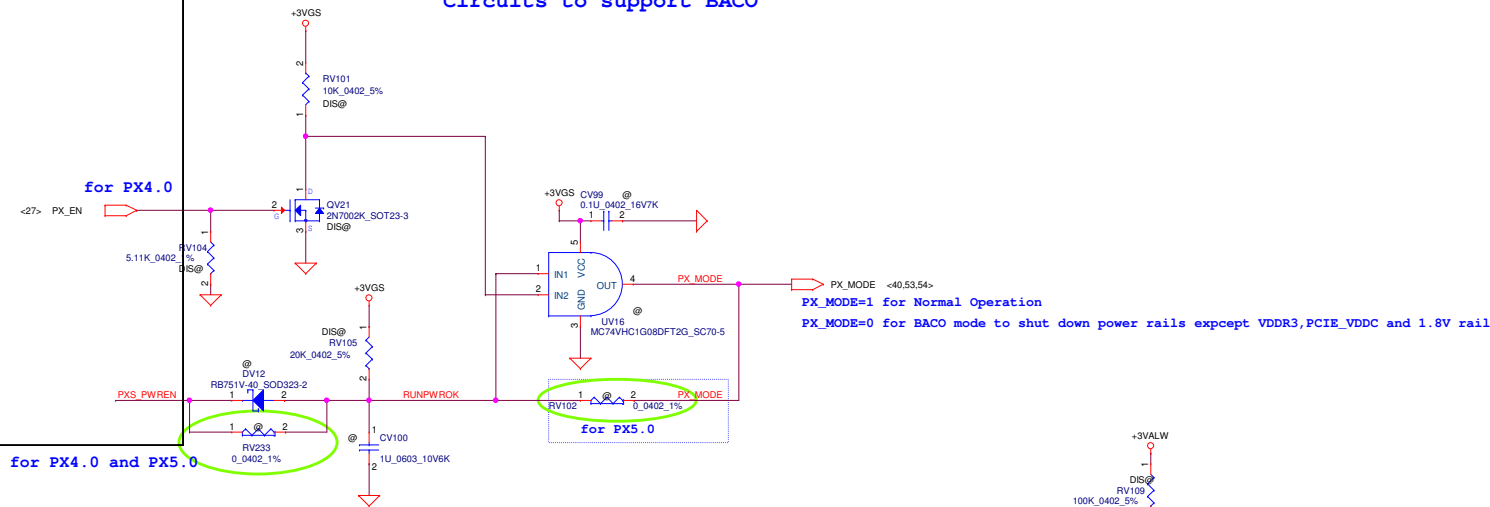 Circuits to support BACO
+3VGS
2
RV101
10K_0402_5%
DIS@
1
for PX4.0
<27> PX_EN
2
G
1
D
QV21
2N7002K_SOT23-3
DIS@
3
S
1
RV104
5.11K_0402_1%
DIS@
2
+3VGS
CV99
@
0.1U_0402_16V7K
1
2
5
1
IN1
VCC
2
IN2
OUT
4
PX_MODE
GND
3
@
UV16
MC74VHC1G08DFT2G_SC70-5
PX_MODE <40,53,54>
PX_MODE=1 for Normal Operation
PX_MODE=0 for BACO mode to shut down power rails expcept VDDR3,PCIE_VDDC and 1.8V rail
+3VGS
1
DIS@
RV105
20K_0402_5%
2
@
DV12
RB751V-40_SOD323-2
PXS_PWREN
1
2
RUNPWROK
1
@
2
PX_MODE
RV102
0_0402_1%
for PX5.0
1
@
2
RV233
0_0402_1%
@
1
CV100
1U_0603_10V6K
2
for PX4.0 and PX5.0
+3VALW
1
DIS@
RV109
100K_0402_5%